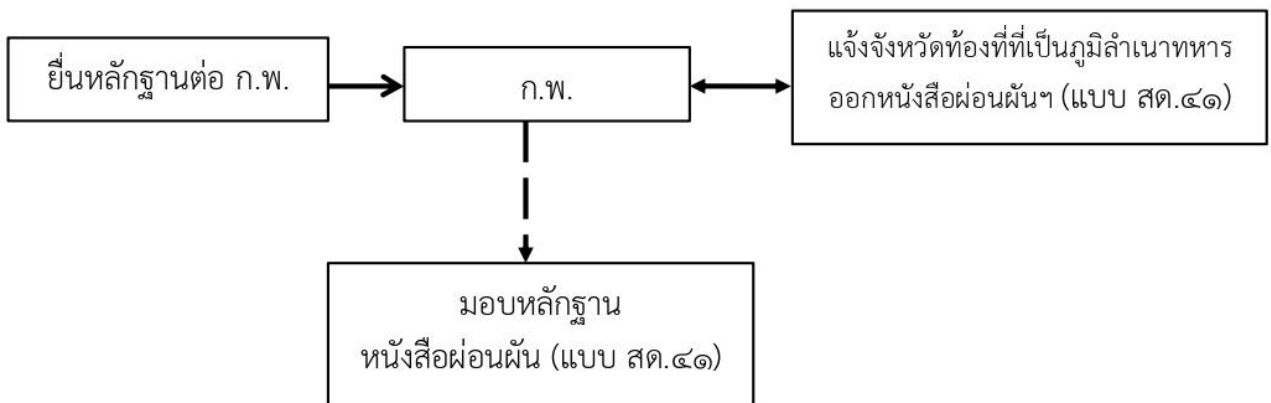 ยื่นหลักฐานต่อ ก.พ.
ก.พ.
แจ้งจังหวัดท้องที่ที่เป็นภูมิลำเนาทหาร
ออกหนังสือผ่อนผันฯ (แบบ สด.๔๑)
มอบหลักฐาน
หนังสือผ่อนผัน (แบบ สด.๔๑)